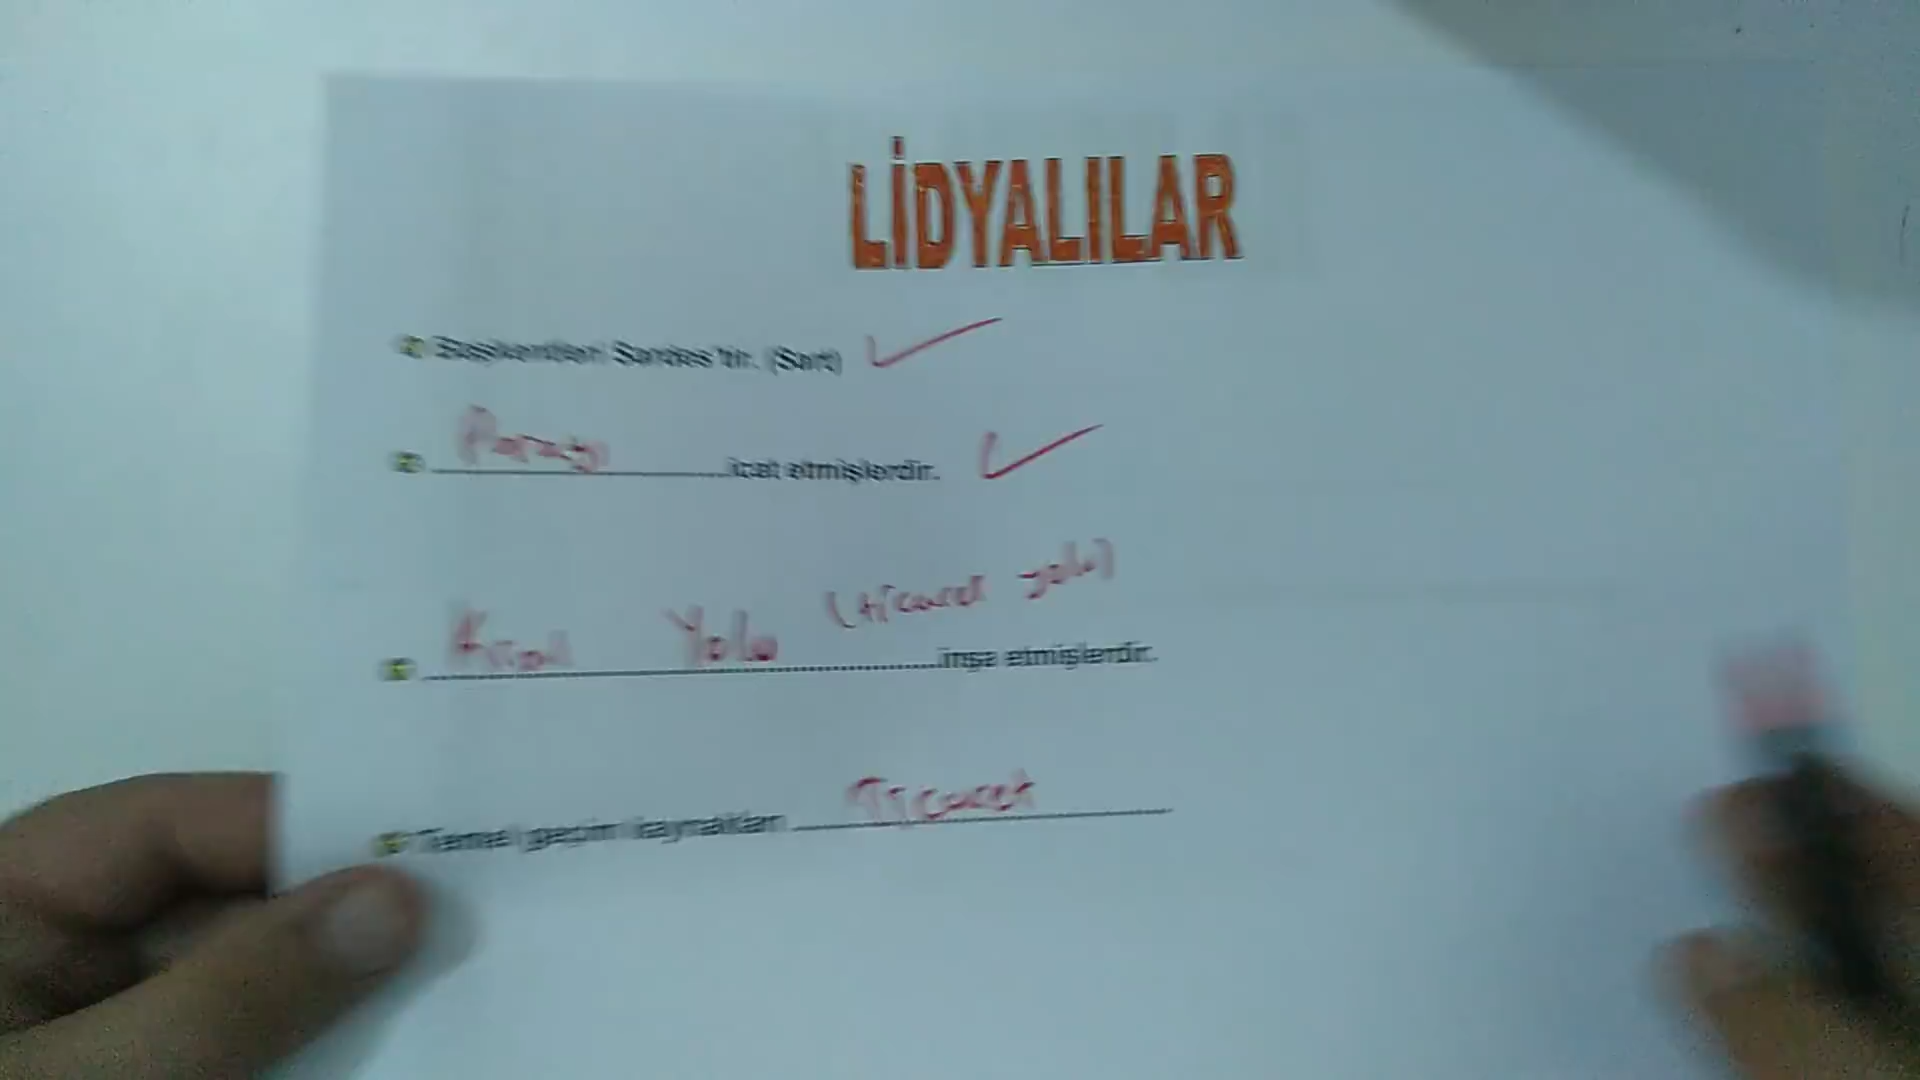 LİDYALILAR
Başkentleri Sardes'tir. (Sart)
Parayı icat etmişlerdir.
Kral Yolu (ticaret yolu) inşa etmişlerdir.
Temel geçim kaynakları Ticaret